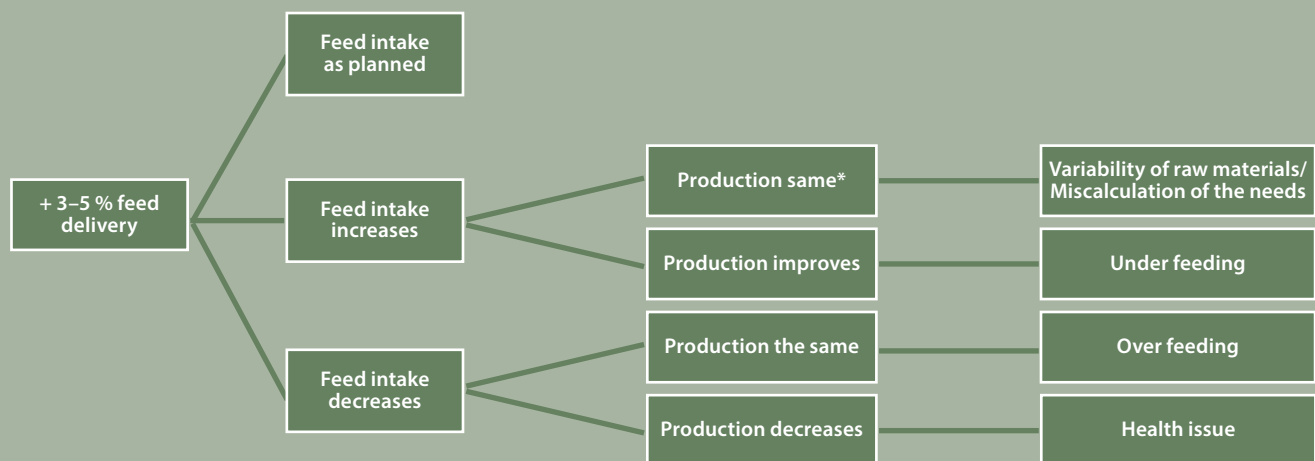 + 3–5 % feed
delivery
Feed intake
as planned
Feed intake
increases
Feed intake
decreases
Production same*
Production improves
Production the same
Production decreases
Variability of raw materials/
Miscalculation of the needs
Under feeding
Over feeding
Health issue